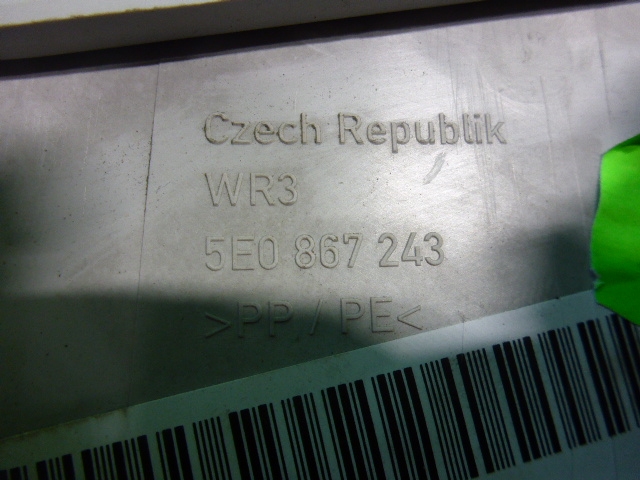 Czech Republik
WR3
5E0 867 243
>PP / PE<